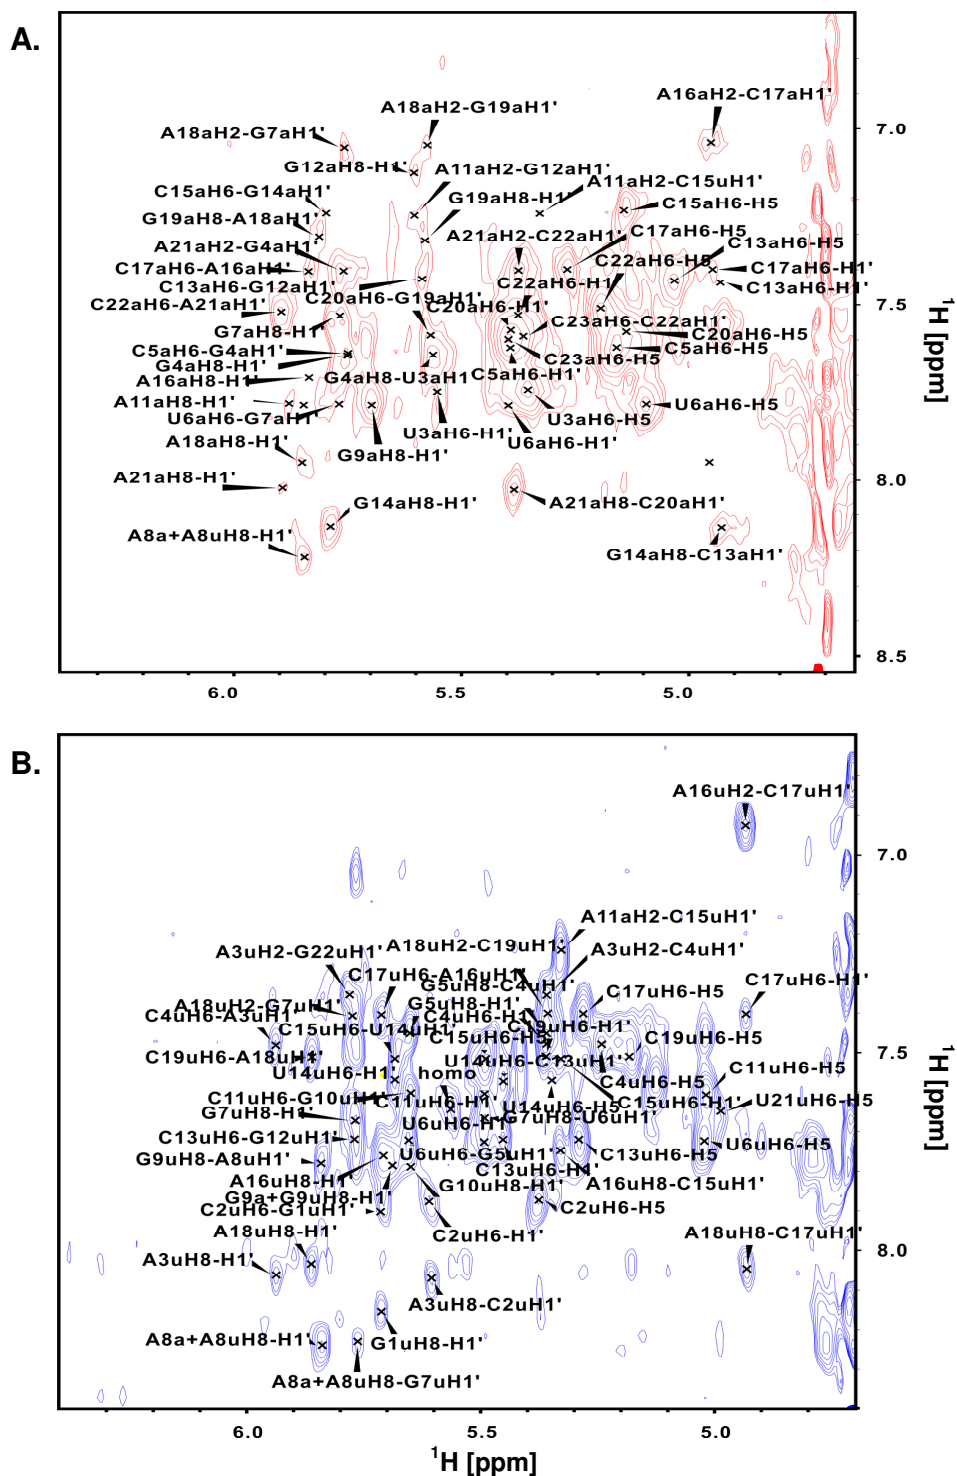 A.
A16aH2-C17aH1'
A18aH2-G19aH1'
7.0
A18aH2-G7aH1'
G12aH8-H1'
A11aH2-G12aH1'
A11aH2-C15uH1'
C15aH6-G14aH1'
G19aH8-H1'
C15aH6-H5
G19aH8-A18aH1'
C17aH6-H5
A21aH2-C22aH1'
C13aH6-H5
A21aH2-G4aH1'
C22aH6-H5
C17aH6-A16aH1'
C17aH6-H1'
C13aH6-G12aH1'
C22aH6-H1'
C13aH6-H1'
C22aH6-A21aH1'
C20aH6-G19aH1'
C20aH6-H1'
7.5
1H [ppm]
C23aH6-C22aH1'
G7aH8-H1'
C20aH6-H5
C5aH6-G4aH1'
C23aH6-H5
C5aH6-H5
G4aH8-H1'
G4aH8-U3aH1'
C5aH6-H1'
A16aH8-H1'
A11aH8-H1'
U6aH6-H5
U6aH6-G7aH1'
U3aH6-H5
U3aH6-H1'
U6aH6-H1'
A18aH8-H1'
G9aH8-H1'
A21aH8-H1'
8.0
G14aH8-H1'
A21aH8-C20aH1'
A8a+A8uH8-H1'
G14aH8-C13aH1'
8.5
6.0
5.5
5.0
B.
A16uH2-C17uH1'
7.0
A11aH2-C15uH1'
A3uH2-G22uH1'
A18uH2-C19uH1'
A3uH2-C4uH1'
C17uH6-A16uH1'
G5uH8-C4uH1'
C17uH6-H1'
A18uH2-G7uH1'
G5uH8-H1'
C17uH6-H5
C4uH6-A3uH1'
C4uH6-H1'
C15uH6-U14uH1'
C15uH6-H5
C19uH6-H1'
C19uH6-H5
7.5
1H [ppm]
C19uH6-A18uH1'
U14uH6-C13uH1'
C11uH6-H5
U14uH6-H1'
homo
C4uH6-H5
C11uH6-G10uH1'
C11uH6-H1'
U14uH6-H5
C15uH6-H1'
U21uH6-H5
G7uH8-H1'
G7uH8-U6uH1'
U6uH6-H1'
C13uH6-G12uH1'
U6uH6-H5
U6uH6-G5uH1'
C13uH6-H5
G9uH8-A8uH1'
C13uH6-H1'
A16uH8-H1'
G10uH8-H1'
A16uH8-C15uH1'
G9a+G9uH8-H1'
C2uH6-G1uH1'
C2uH6-H5
A18uH8-H1'
C2uH6-H1'
A18uH8-C17uH1'
8.0
A3uH8-H1'
A3uH8-C2uH1'
A8a+A8uH8-H1'
G1uH8-H1'
A8a+A8uH8-G7uH1'
6.0
5.5
5.0
1H [ppm]